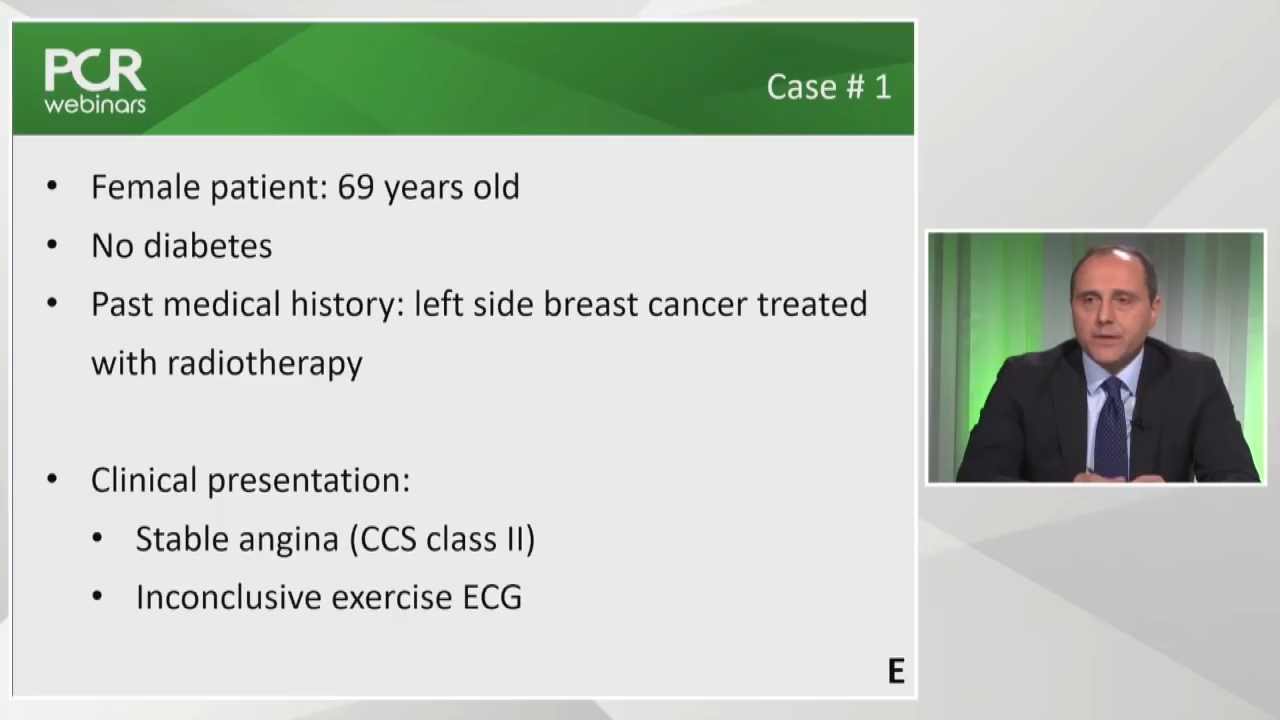 PCR
webinars
Case # 1
• Female patient: 69 years old
• No diabetes
• Past medical history: left side breast cancer treated
with radiotherapy
• Clinical presentation:
• Stable angina (CCS class II)
• Inconclusive exercise ECG
E